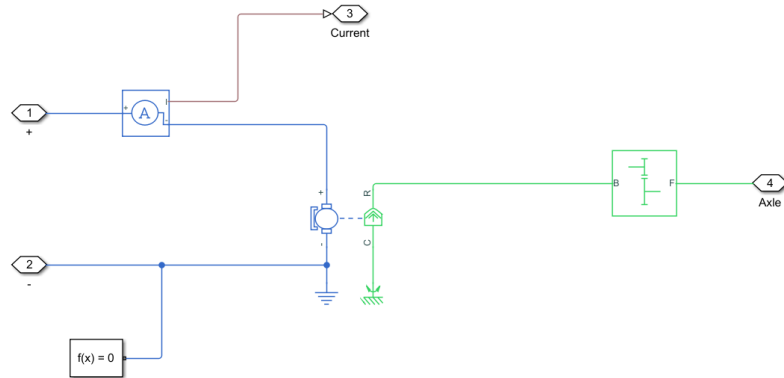 3
Current
+
I
A
-
1
+
B
F
4
Axle
R
+
C
-
2
-
f(x) = 0